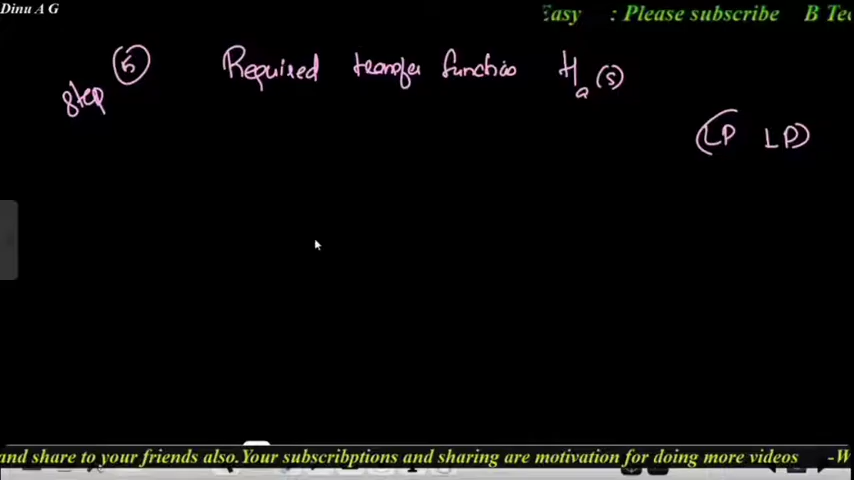 Dinu A G
Easy : Please subscribe B Tec
step 5 Required transfer function Ha(s)
(LP LP)
and share to your friends also.Your subscribptions and sharing are motivation for doing more videos -W